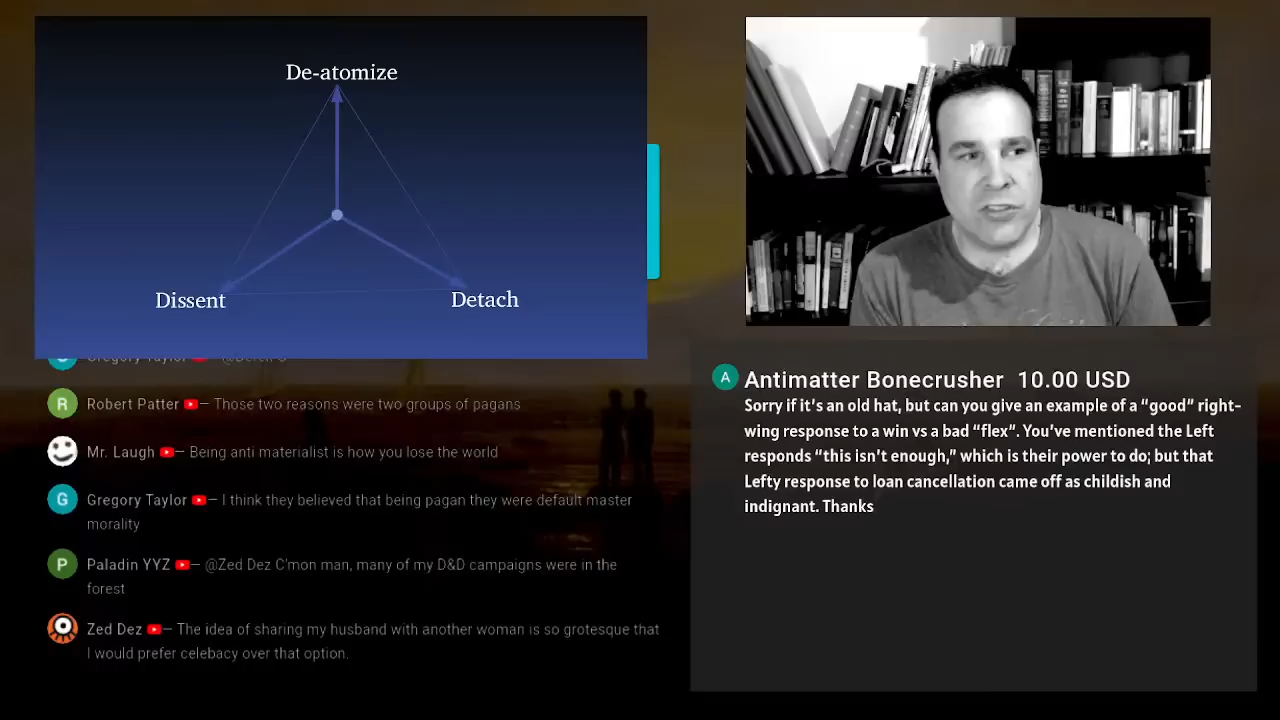 De-atomize
Dissent
Detach
Gregory Taylor
Robert Patter — Those two reasons were two groups of pagans
Mr. Laugh — Being anti materialist is how you lose the world
Gregory Taylor — I think they believed that being pagan they were default master
morality
Paladin YYZ — @Zed Dez C'mon man, many of my D&D campaigns were in the
forest
Zed Dez — The idea of sharing my husband with another woman is so grotesque that
I would prefer celebacy over that option.
Antimatter Bonecrusher 10.00 USD
Sorry if it’s an old hat, but can you give an example of a “good” right-
wing response to a win vs a bad “flex”. You’ve mentioned the Left
responds “this isn’t enough,” which is their power to do; but that
Lefty response to loan cancellation came off as childish and
indignant. Thanks